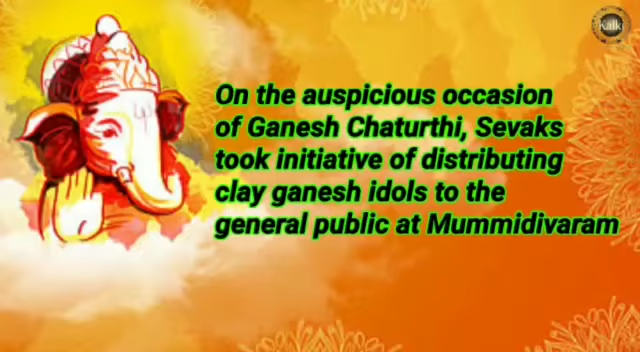 Kalki
On the auspicious occasion
of Ganesh Chaturthi, Sevaks
took initiative of distributing
clay ganesh idols to the
general public at Mummidivaram